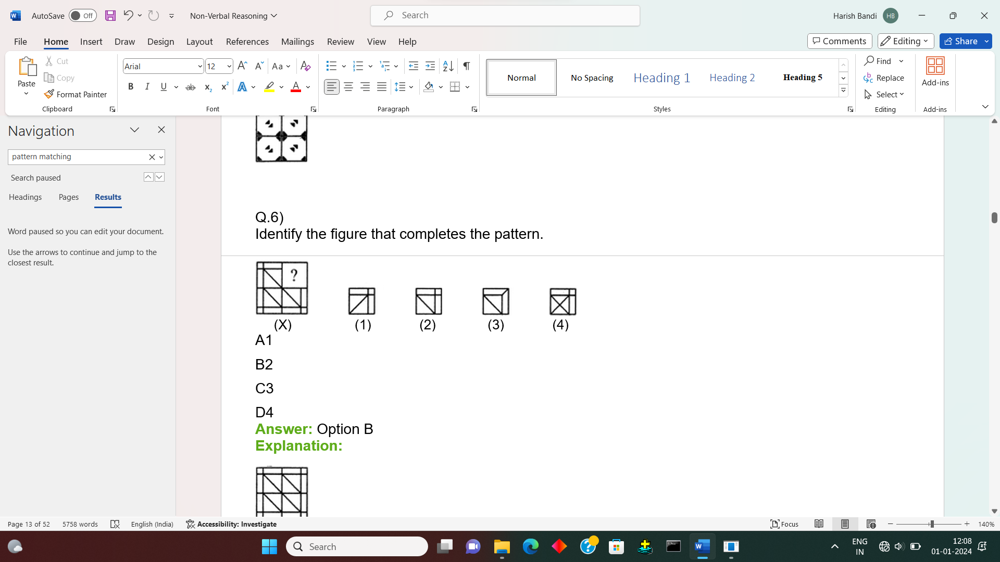 AutoSave Off Non-Verbal Reasoning Search Harish Bandi HB
File Home Insert Draw Design Layout References Mailings Review View Help Comments Editing Share
Paste Cut Copy Format Painter
Clipboard
Arial 12 Aa
B I U ab x₂ x² A A
Font
Paragraph
Normal No Spacing Heading 1 Heading 2 Heading 5
Styles
Find Replace Select
Editing
Add-ins
Add-ins
Navigation
pattern matching
Search paused
Headings Pages Results
Word paused so you can edit your document.
Use the arrows to continue and jump to the
closest result.
Q.6)
Identify the figure that completes the pattern.
?
(X) (1) (2) (3) (4)
A1
B2
C3
D4
Answer: Option B
Explanation:
Page 13 of 52 5758 words English (India) Accessibility: Investigate Focus 140%
Search
ENG
IN
12:08
01-01-2024